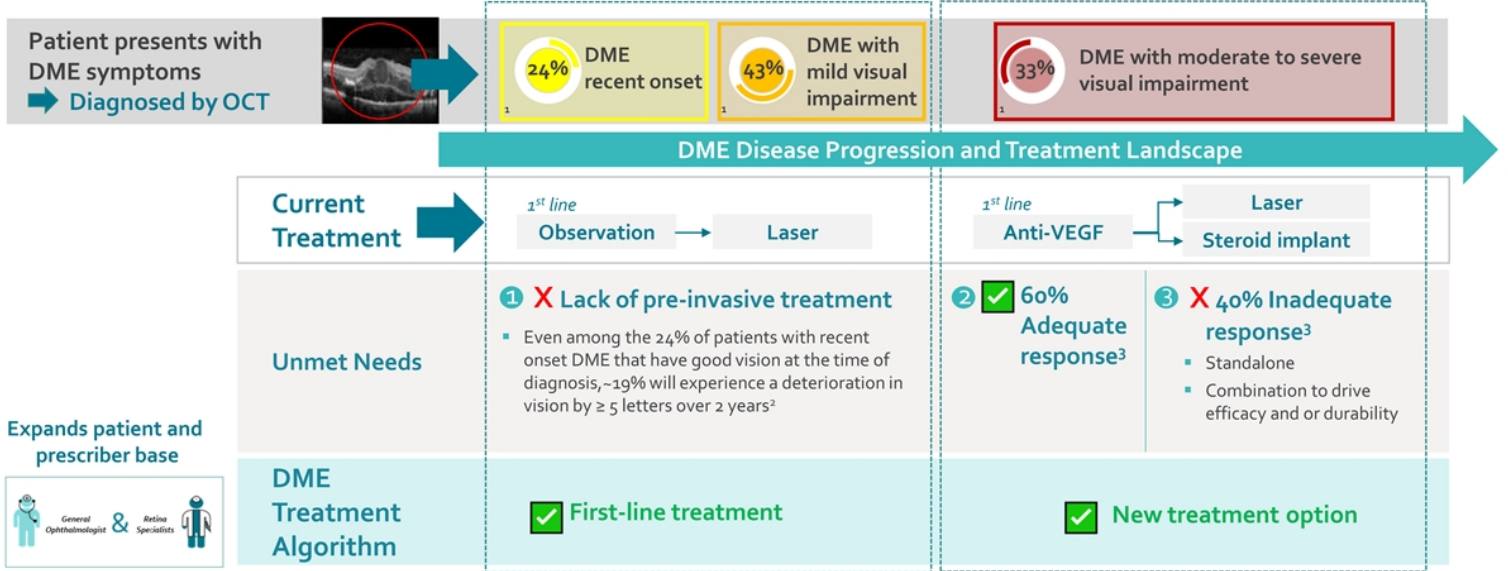 Patient presents with
DME symptoms
Diagnosed by OCT
24%
DME
recent onset
1
43%
DME with
mild visual
impairment
1
33%
DME with moderate to severe
visual impairment
1
DME Disease Progression and Treatment Landscape
Current
Treatment
1st line
Observation
Laser
1st line
Anti-VEGF
Laser
Steroid implant
Unmet Needs
1 X Lack of pre-invasive treatment
▪ Even among the 24% of patients with recent
onset DME that have good vision at the time of
diagnosis,~19% will experience a deterioration in
vision by ≥ 5 letters over 2 years²
2 60%
Adequate
response³
3 X 40% Inadequate
response³
▪ Standalone
▪ Combination to drive
efficacy and or durability
Expands patient and
prescriber base
General
Ophthalmologist
&
Retina
Specialists
DME
Treatment
Algorithm
First-line treatment
New treatment option